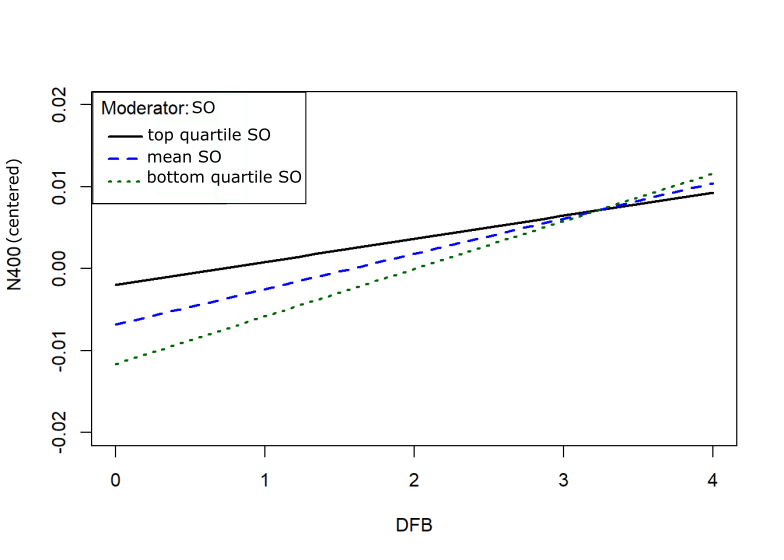 Moderator: SO
top quartile SO
mean SO
bottom quartile SO
N400 (centered)
0.02
0.01
0.00
-0.01
-0.02
0 1 2 3 4
DFB